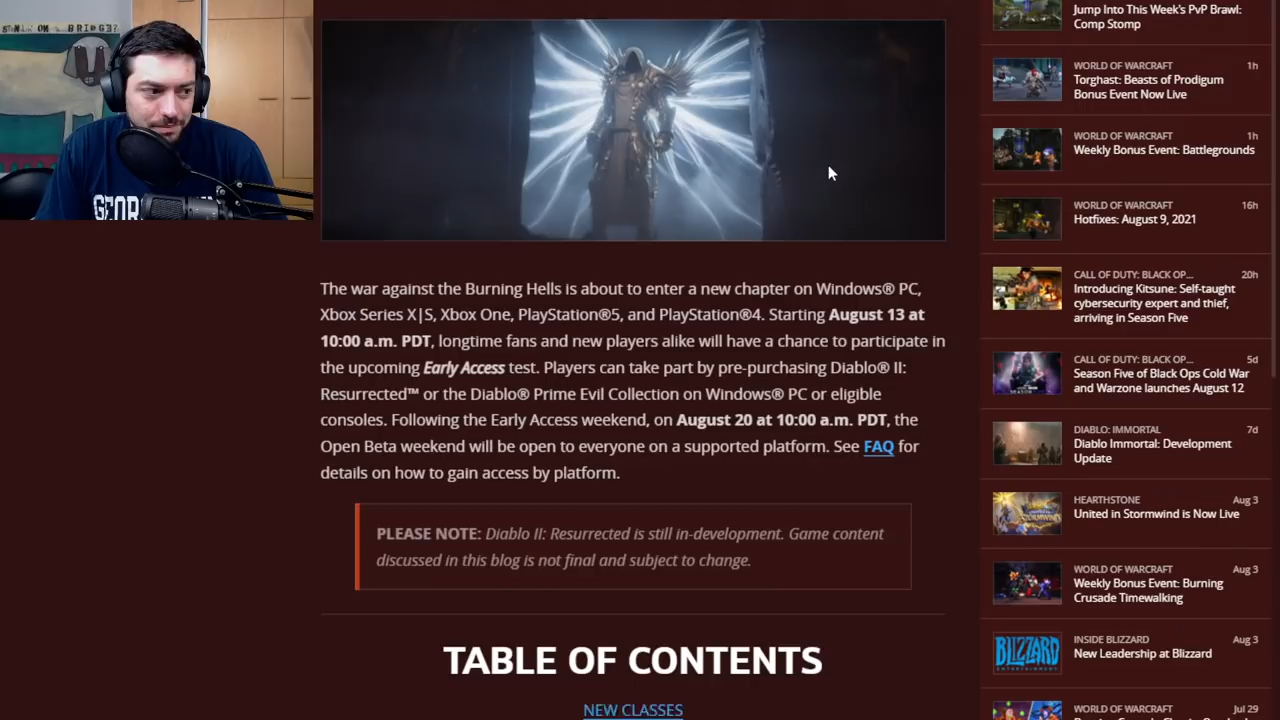 The war against the Burning Hells is about to enter a new chapter on Windows® PC,
Xbox Series X|S, Xbox One, PlayStation®5, and PlayStation®4. Starting August 13 at
10:00 a.m. PDT, longtime fans and new players alike will have a chance to participate in
the upcoming Early Access test. Players can take part by pre-purchasing Diablo® II:
Resurrected™ or the Diablo® Prime Evil Collection on Windows® PC or eligible
consoles. Following the Early Access weekend, on August 20 at 10:00 a.m. PDT, the
Open Beta weekend will be open to everyone on a supported platform. See FAQ for
details on how to gain access by platform.
PLEASE NOTE: Diablo II: Resurrected is still in-development. Game content
discussed in this blog is not final and subject to change.
TABLE OF CONTENTS
NEW CLASSES
Jump Into This Week's PvP Brawl:
Comp Stomp
WORLD OF WARCRAFT 1h
Torghast: Beasts of Prodigum
Bonus Event Now Live
WORLD OF WARCRAFT 1h
Weekly Bonus Event: Battlegrounds
WORLD OF WARCRAFT 16h
Hotfixes: August 9, 2021
CALL OF DUTY: BLACK OP... 20h
Introducing Kitsune: Self-taught
cybersecurity expert and thief,
arriving in Season Five
CALL OF DUTY: BLACK OP... 5d
Season Five of Black Ops Cold War
and Warzone launches August 12
DIABLO: IMMORTAL 7d
Diablo Immortal: Development
Update
HEARTHSTONE Aug 3
United in Stormwind is Now Live
WORLD OF WARCRAFT Aug 3
Weekly Bonus Event: Burning
Crusade Timewalking
BLIZZARD
INSIDE BLIZZARD Aug 3
New Leadership at Blizzard
WORLD OF WARCRAFT Jul 29